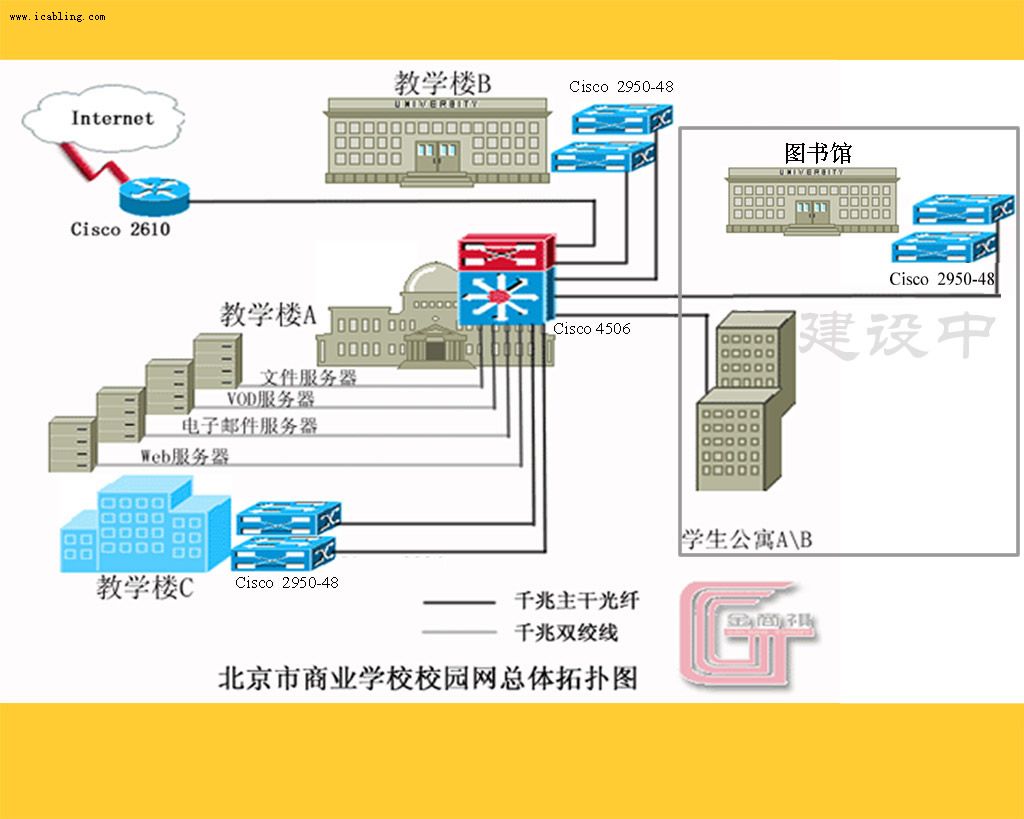 www.icabling.com
教学楼B
Cisco 2950-48
UNIVERSITY
Internet
Cisco 2610
图书馆
UNIVERSITY
Cisco 2950-48
教学楼A
Cisco 4506
建设中
文件服务器
VOD服务器
电子邮件服务器
Web服务器
学生公寓A\B
教学楼C
Cisco 2950-48
千兆主干光纤
千兆双绞线
金商祺
北京市商业学校校园网总体拓扑图